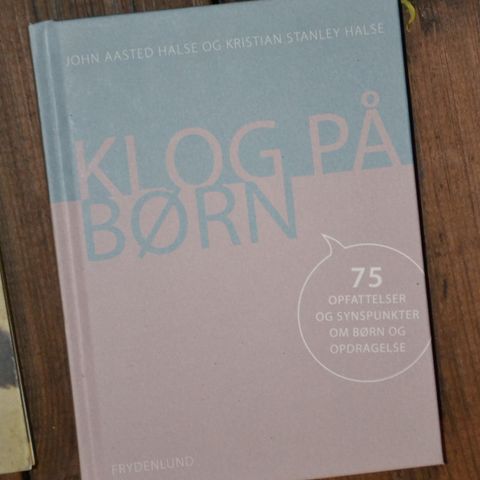 JOHN AASTED HALSE OG KRISTIAN STANLEY HALSE
KLOG PÅ
BØRN
75
OPFATTELSER
OG SYNSPUNKTER
OM BØRN OG
OPDRAGELSE
FRYDENLUND